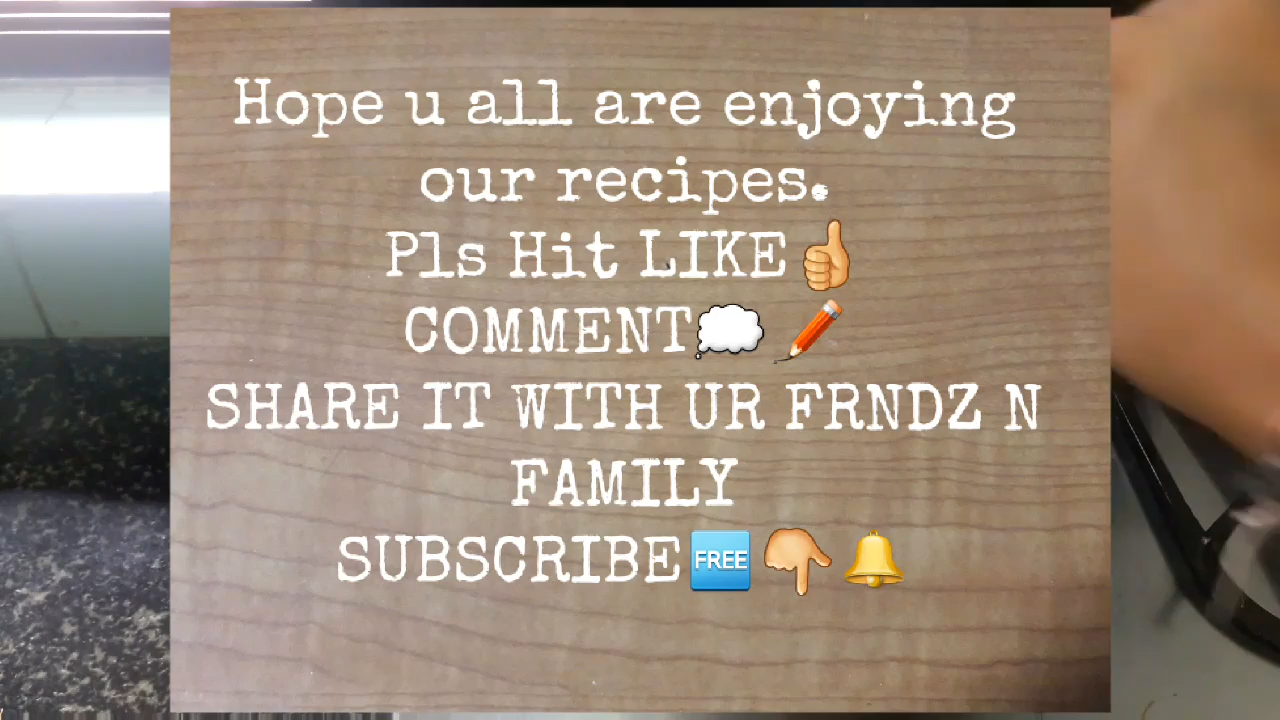 Hope u all are enjoying
our recipes.
Pls Hit LIKE👍
COMMENT💭 ✏️
SHARE IT WITH UR FRNDZ N
FAMILY
SUBSCRIBE🆓👇🔔